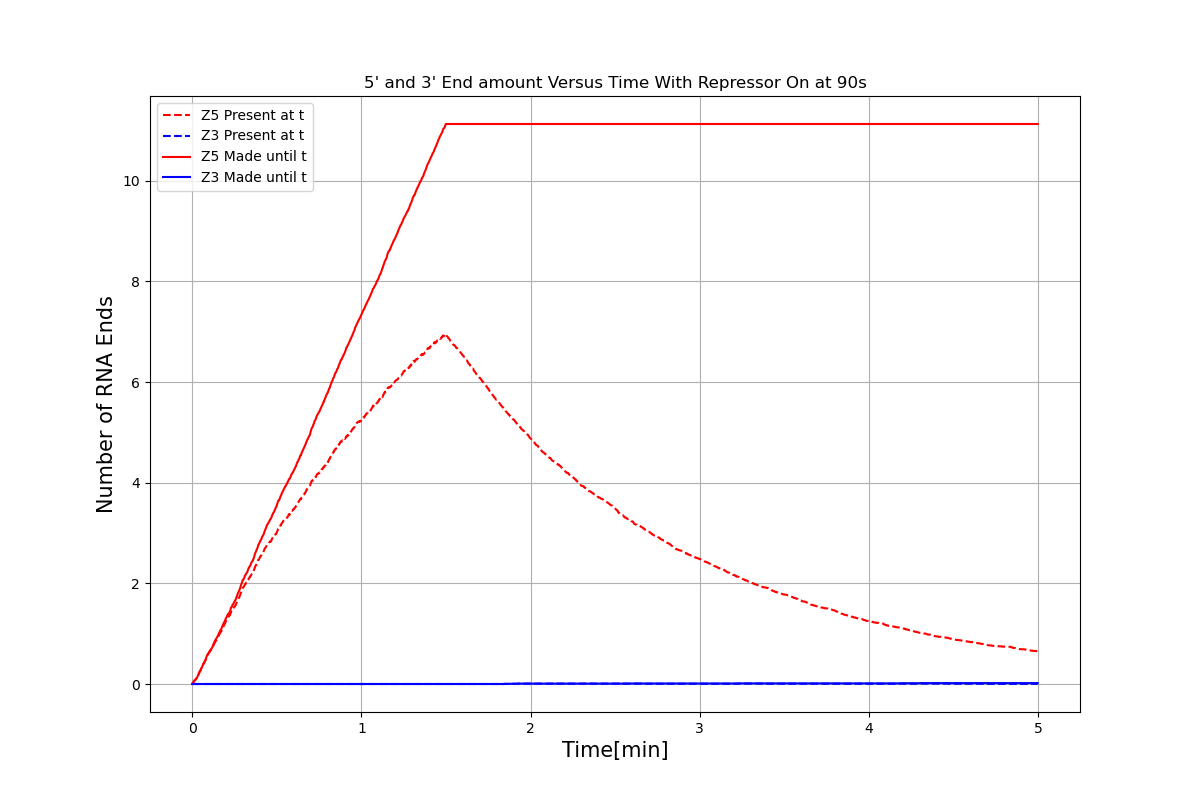 5' and 3' End amount Versus Time With Repressor On at 90s
Z5 Present at t
Z3 Present at t
Z5 Made until t
Z3 Made until t
Number of RNA Ends
10
8
6
4
2
0
0 1 2 3 4 5
Time[min]